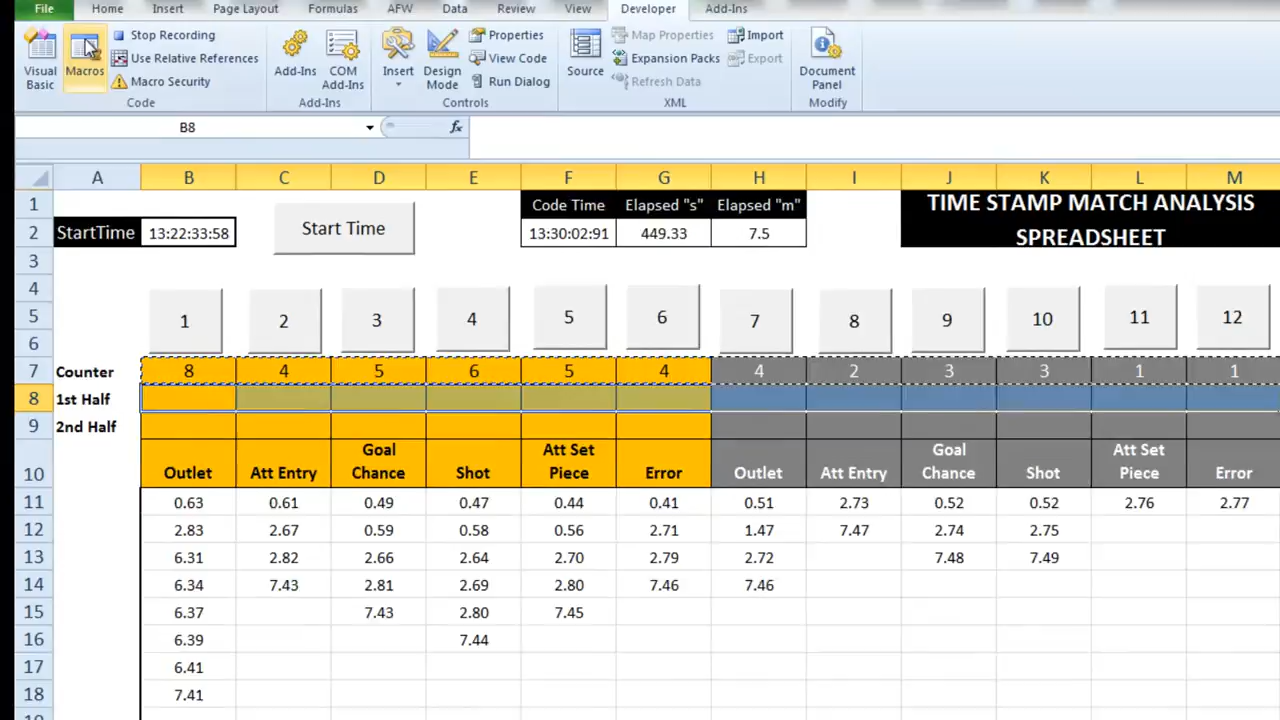 File Home Insert Page Layout Formulas AFW Data Review View Developer Add-Ins
Visual Basic
Macros
Stop Recording
Use Relative References
Macro Security
Code
Add-Ins
COM Add-Ins
Add-Ins
Insert
Design Mode
Properties
View Code
Run Dialog
Controls
Source
Map Properties
Expansion Packs
Refresh Data
Import
Export
XML
Document Panel
Modify
B8 fx
A B C D E F G H I J K L M
1 Code Time Elapsed "s" Elapsed "m" TIME STAMP MATCH ANALYSIS
2 StartTime 13:22:33:58 Start Time 13:30:02:91 449.33 7.5 SPREADSHEET
3
4
5 1 2 3 4 5 6 7 8 9 10 11 12
6
7 Counter 8 4 5 6 5 4 4 2 3 3 1 1
8 1st Half
9 2nd Half
10 Outlet Att Entry Goal Chance Shot Att Set Piece Error Outlet Att Entry Goal Chance Shot Att Set Piece Error
11 0.63 0.61 0.49 0.47 0.44 0.41 0.51 2.73 0.52 0.52 2.76 2.77
12 2.83 2.67 0.59 0.58 0.56 2.71 1.47 7.47 2.74 2.75
13 6.31 2.82 2.66 2.64 2.70 2.79 2.72 7.48 7.49
14 6.34 7.43 2.81 2.69 2.80 7.46 7.46
15 6.37 7.43 2.80 7.45
16 6.39 7.44
17 6.41
18 7.41